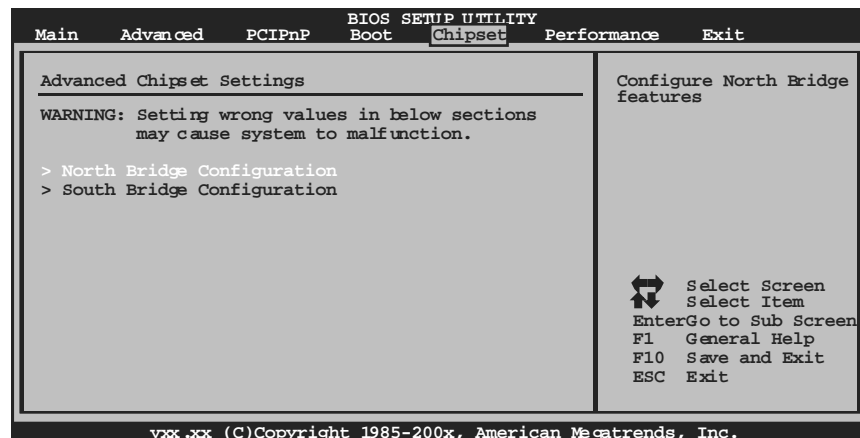 BIOS SETUP UTILITY
Main Advanced PCIPnP Boot Chipset Performance Exit
Advanced Chipset Settings
WARNING: Setting wrong values in below sections
may cause system to malfunction.
> North Bridge Configuration
> South Bridge Configuration
Configure North Bridge
features
Select Screen
Select Item
EnterGo to Sub Screen
F1 General Help
F10 Save and Exit
ESC Exit
vxx.xx (C)Copyright 1985-200x, American Megatrends, Inc.